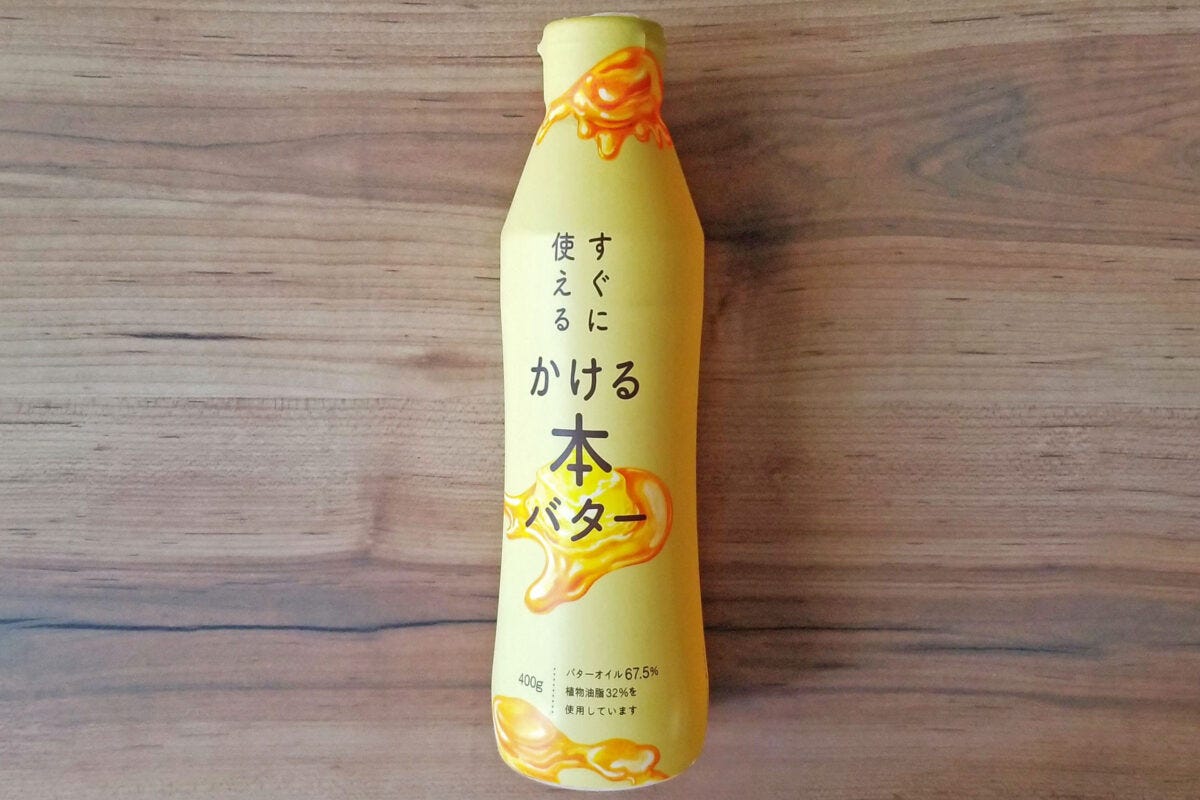 すぐに
使える
かける
本
バター
400g
バターオイル67.5%
植物油脂32%を
使用しています